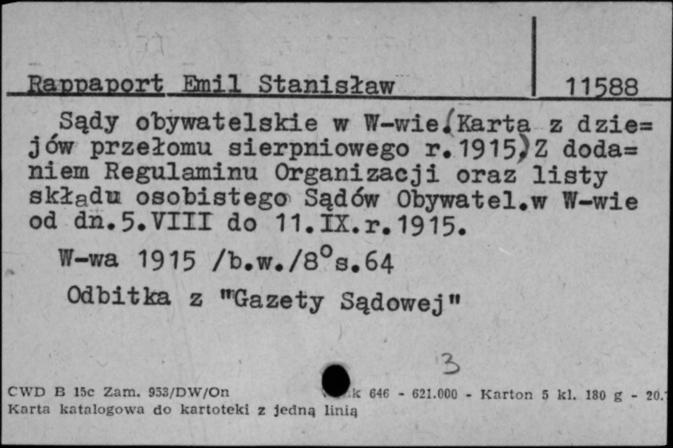 Rappaport Emil Stanisław 11588
Sądy obywatelskie w W-wie.(Karta z dzie=
jów przełomu sierpniowego r.1915) Z doda=
niem Regulaminu Organizacji oraz listy
składu osobistego Sądów Obywatel.w W-wie
od dn.5.VIII do 11.IX.r.1915.
W-wa 1915 /b.w./8°s.64
Odbitka z "Gazety Sądowej"
3
CWD B 15c Zam. 953/DW/On k 646 - 621.000 - Karton 5 kl. 180 g - 20.
Karta katalogowa do kartoteki z jedną linią